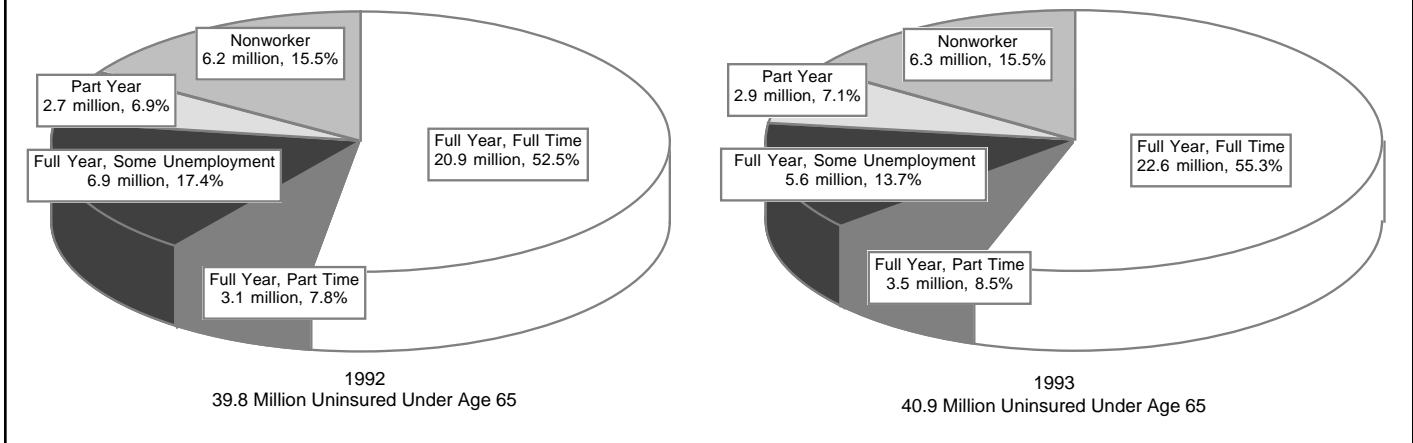 Nonworker
6.2 million, 15.5%
Part Year
2.7 million, 6.9%
Full Year, Full Time
20.9 million, 52.5%
Full Year, Some Unemployment
6.9 million, 17.4%
Full Year, Part Time
3.1 million, 7.8%
1992
39.8 Million Uninsured Under Age 65
Nonworker
6.3 million, 15.5%
Part Year
2.9 million, 7.1%
Full Year, Full Time
22.6 million, 55.3%
Full Year, Some Unemployment
5.6 million, 13.7%
Full Year, Part Time
3.5 million, 8.5%
1993
40.9 Million Uninsured Under Age 65